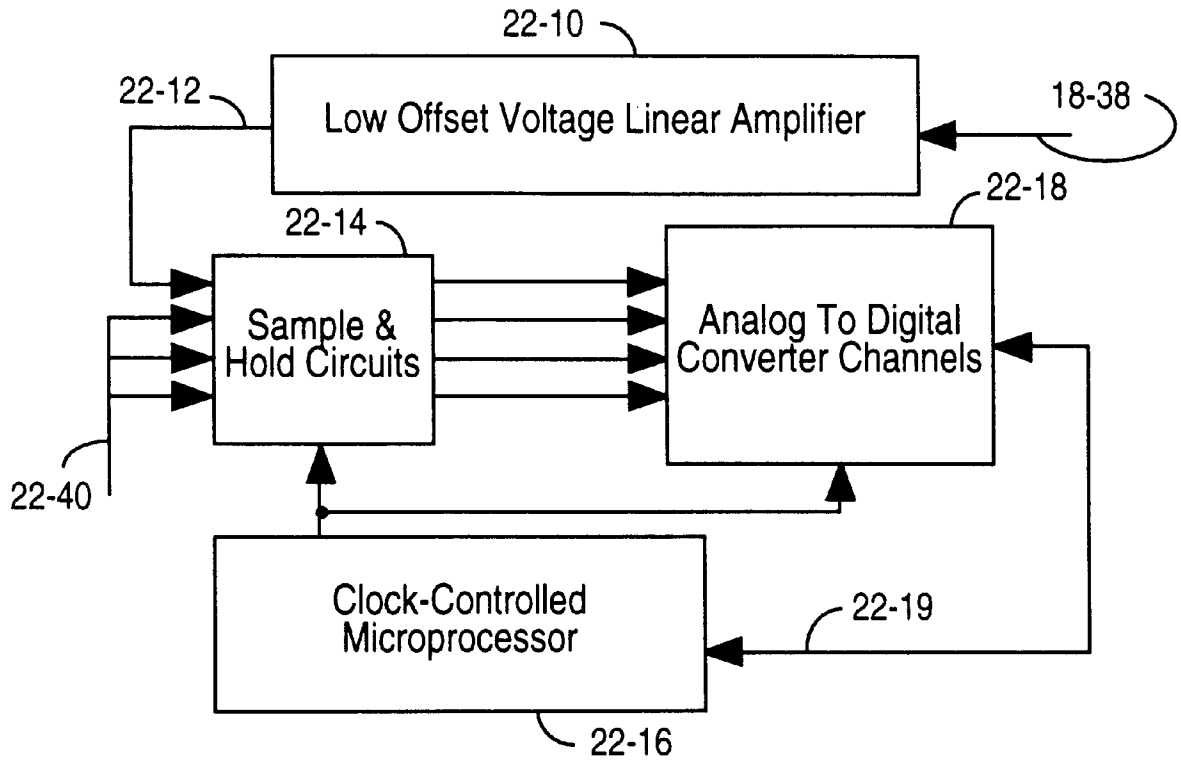 22-10
22-12
Low Offset Voltage Linear Amplifier
18-38
22-18
22-14
Sample &
Hold Circuits
Analog To Digital
Converter Channels
22-40
Clock-Controlled
Microprocessor
22-19
22-16